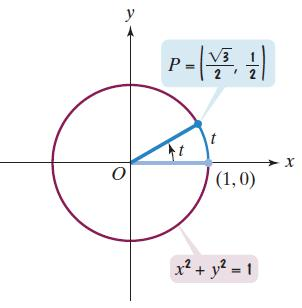 y
P = (√3/2, 1/2)
t
t
x
O
(1, 0)
x² + y² = 1